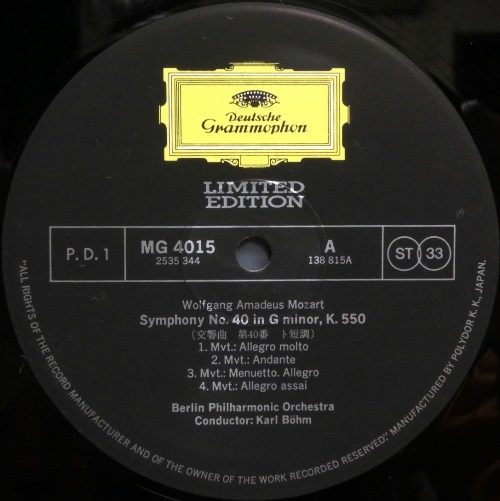 Deutsche
Grammophon
LIMITED
EDITION
P. D. 1
MG 4015
2535 344
A
138 815A
ST 33
Wolfgang Amadeus Mozart
Symphony No. 40 in G minor, K. 550
(交響曲 第40番 ト短調)
1. Mvt.: Allegro molto
2. Mvt.: Andante
3. Mvt.: Menuetto. Allegro
4. Mvt.: Allegro assai
Berlin Philharmonic Orchestra
Conductor: Karl Böhm
"ALL RIGHTS OF THE RECORD MANUFACTURER AND OF THE OWNER OF THE WORK RECORDED RESERVED." MANUFACTURED BY POLYDOR K. K., JAPAN.